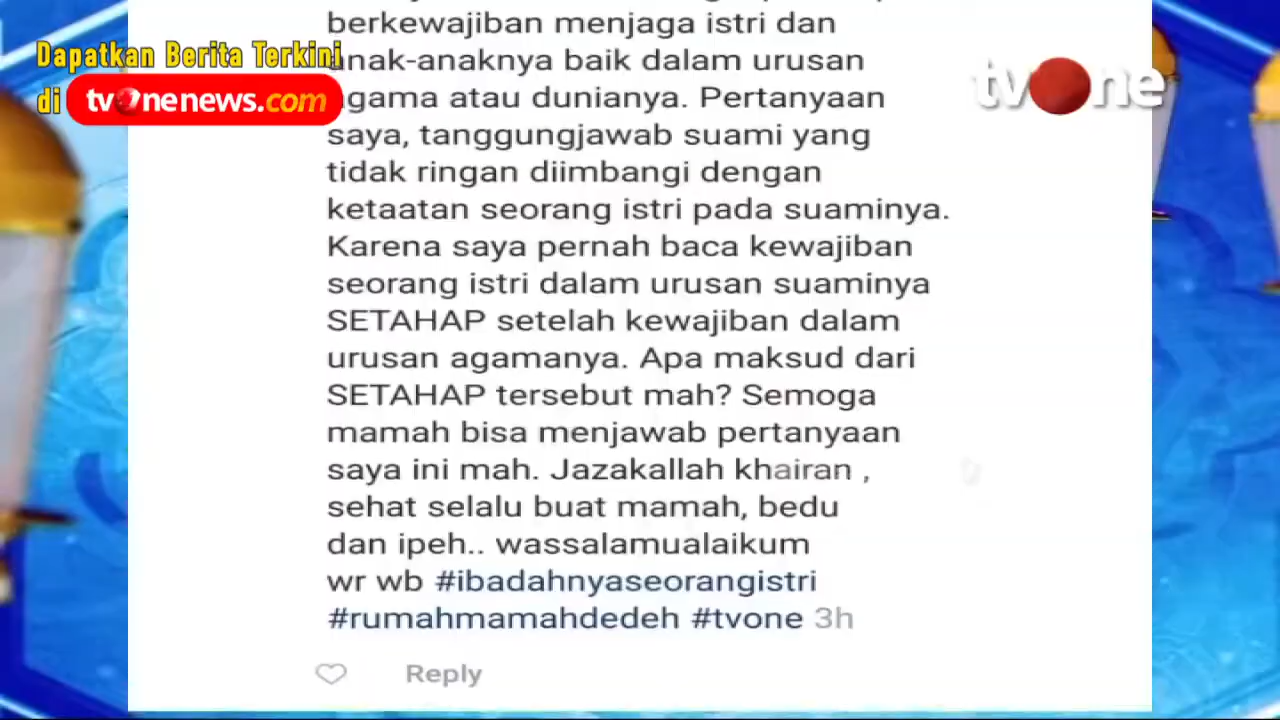 berkewajiban menjaga istri dan
anak-anaknya baik dalam urusan
agama atau dunianya. Pertanyaan
saya, tanggungjawab suami yang
tidak ringan diimbangi dengan
ketaatan seorang istri pada suaminya.
Karena saya pernah baca kewajiban
seorang istri dalam urusan suaminya
SETAHAP setelah kewajiban dalam
urusan agamanya. Apa maksud dari
SETAHAP tersebut mah? Semoga
mamah bisa menjawab pertanyaan
saya ini mah. Jazakallah khairan ,
sehat selalu buat mamah, bedu
dan ipeh.. wassalamualaikum
wr wb #ibadahnyaseorangistri
#rumahmamahdedeh #tvone 3h
Reply
Dapatkan Berita Terkini
di tvonenews.com
tvone